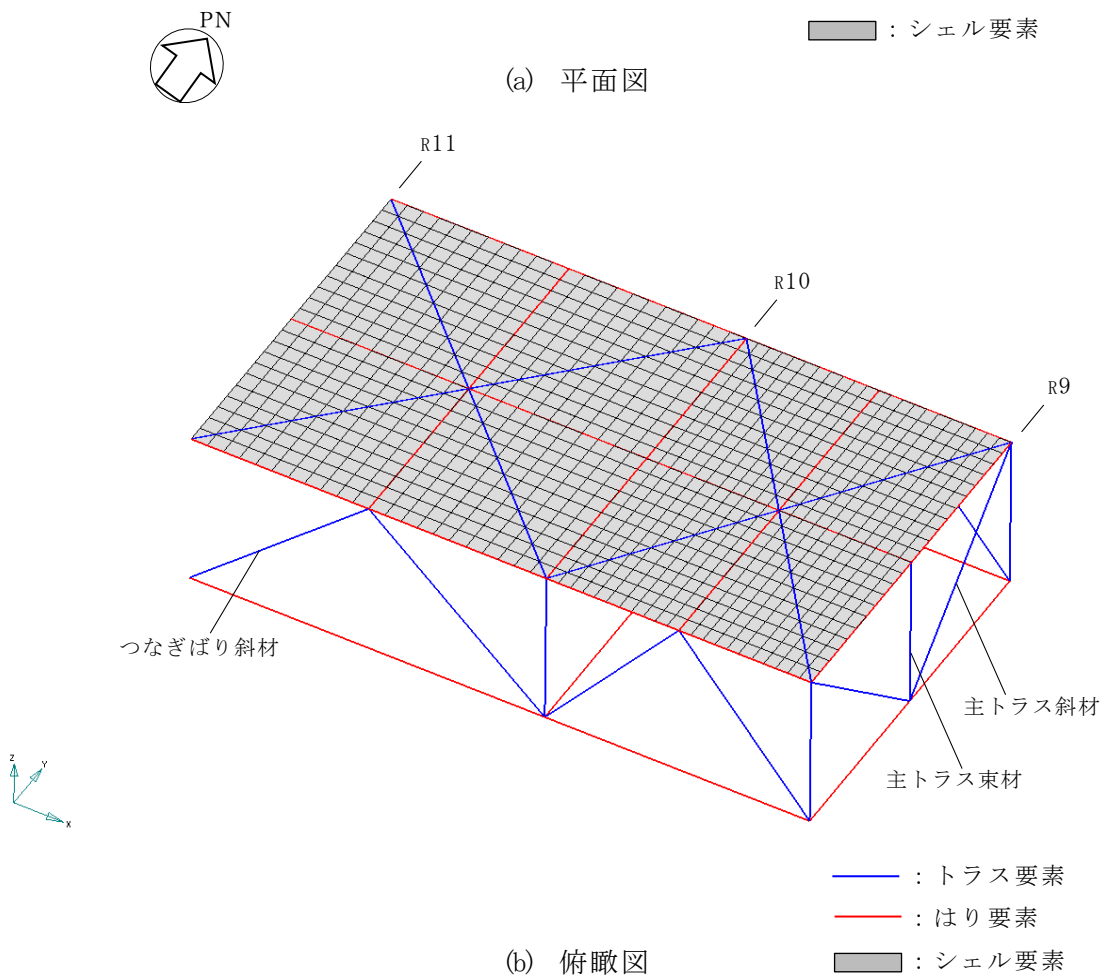 PN
：シェル要素
(a) 平面図
R11
R10
R9
つなぎばり斜材
主トラス斜材
主トラス束材
Z
Y
X
：トラス要素
：はり要素
(b) 俯瞰図
：シェル要素